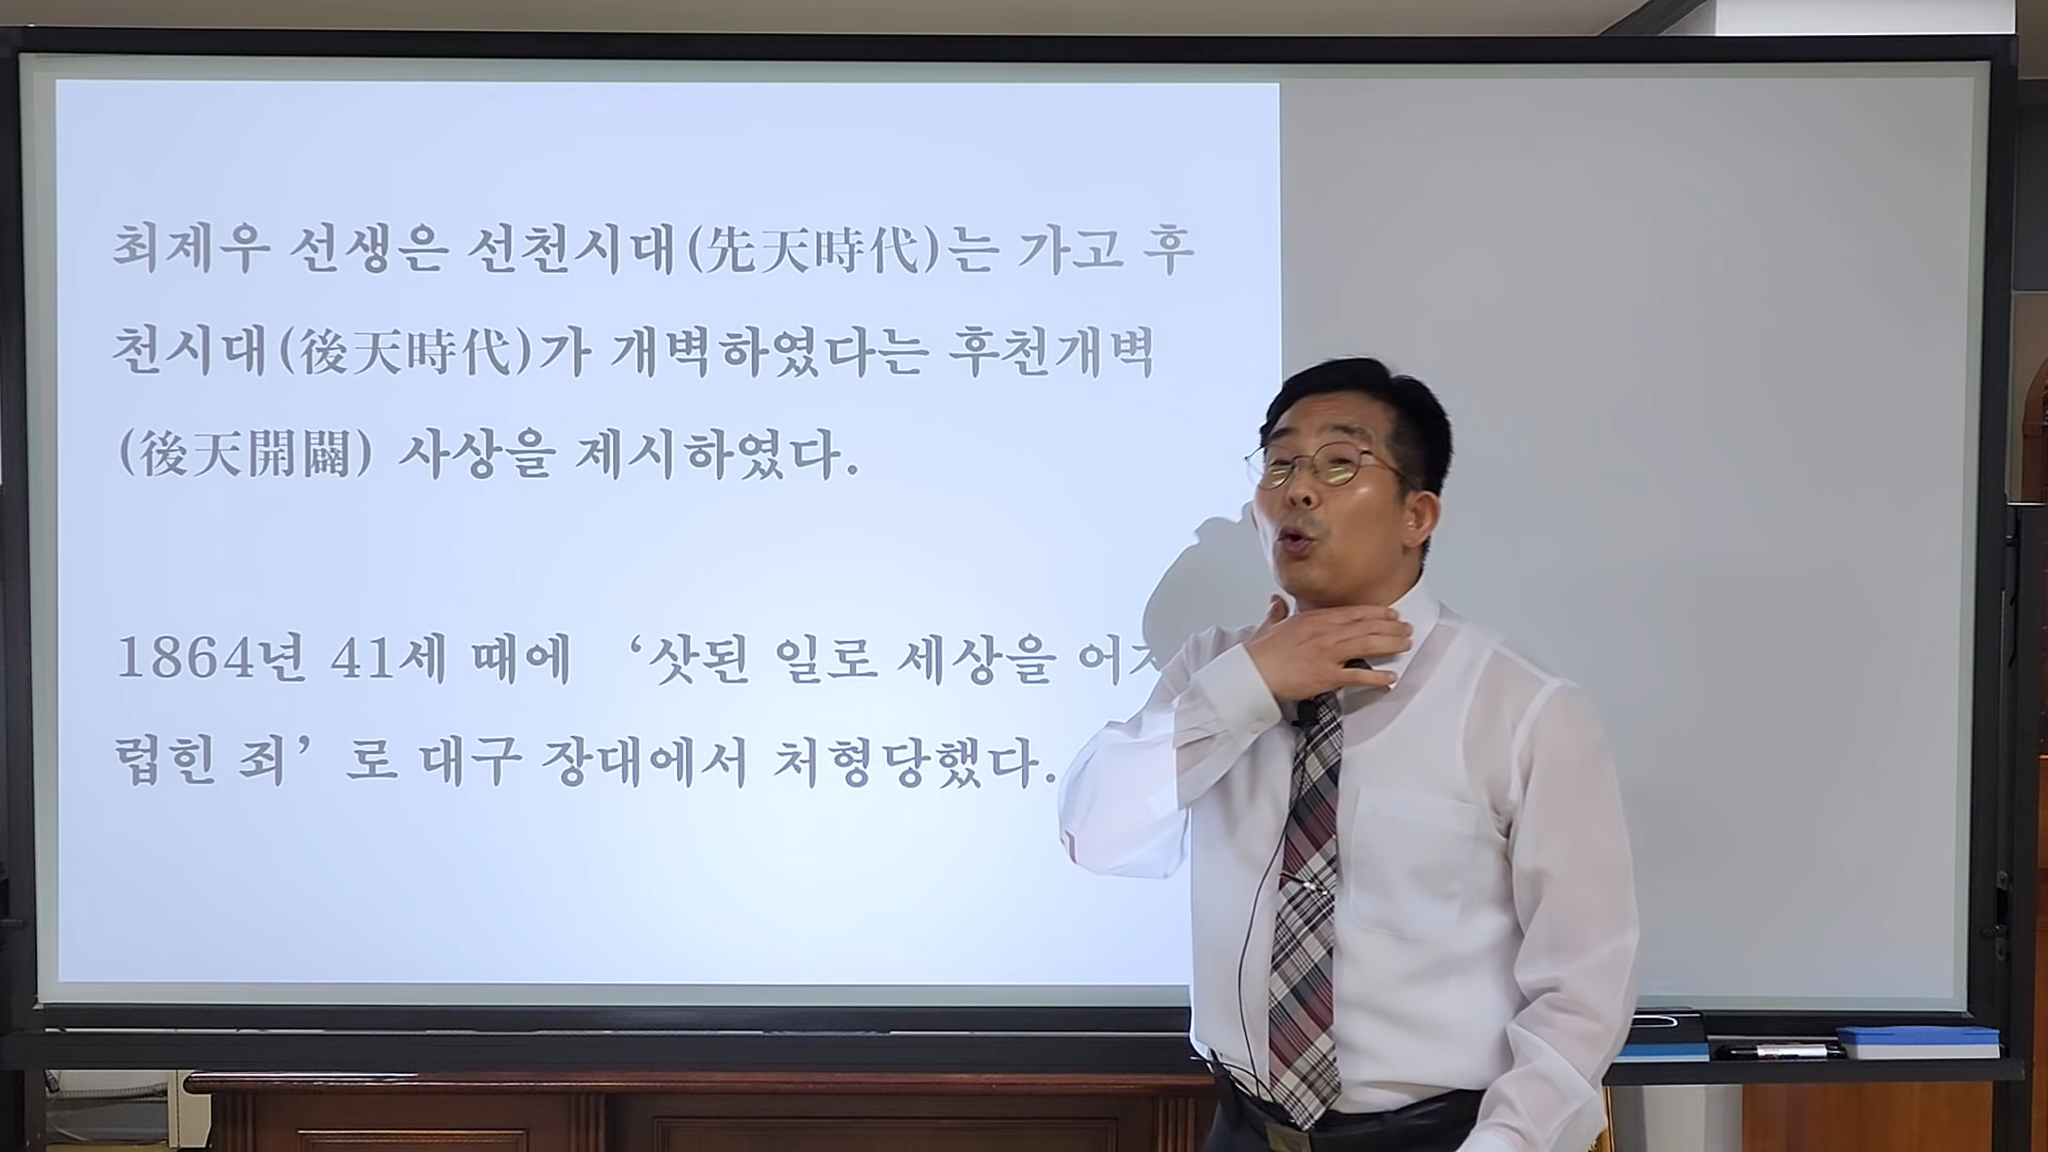 최제우 선생은 선천시대(先天時代)는 가고 후
천시대(後天時代)가 개벽하였다는 후천개벽
(後天開闢) 사상을 제시하였다.
1864년 41세 때에 ‘삿된 일로 세상을
럽힌 죄’ 로 대구 장대에서 처형당했다.